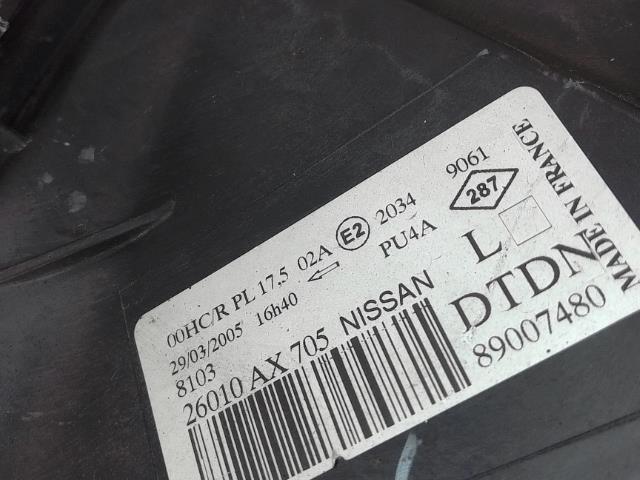 00HC/R PL 17.5 02A E2 2034 9061
29/03/2005 16h40 PU4A 287
8103
26010 AX 705 NISSAN L
DTDN
89007480
MADE IN FRANCE